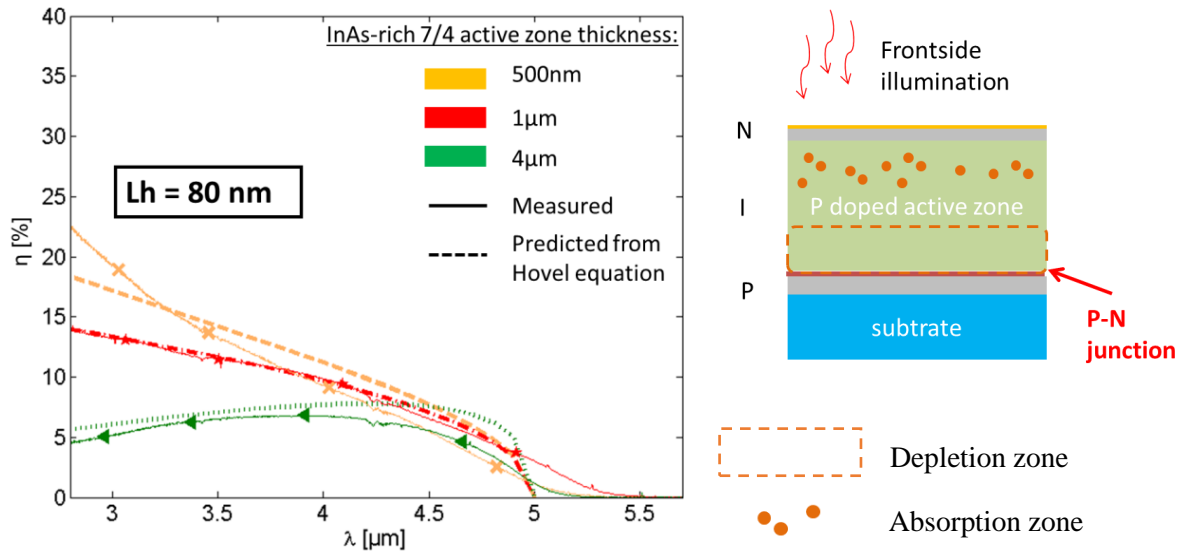 40
35
30
25
20
15
10
5
0
η [%]
3
3.5
4
4.5
5
5.5
λ [µm]
InAs-rich 7/4 active zone thickness:
500nm
1µm
4µm
Measured
Predicted from
Hovel equation
Lh = 80 nm
Frontside
illumination
N
I
P
P doped active zone
subtrate
P-N
junction
Depletion zone
Absorption zone